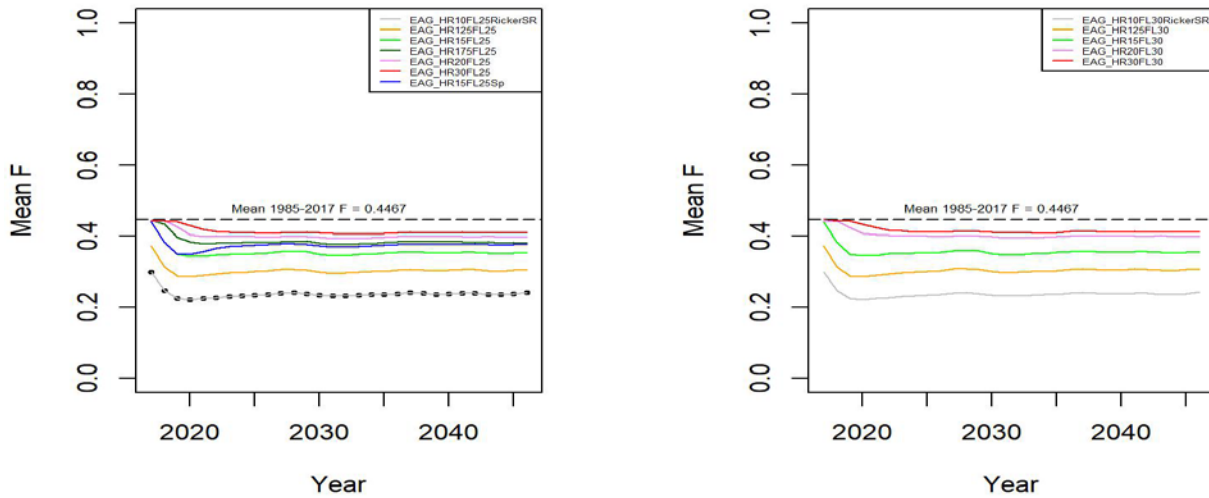 Mean F
1.0
0.8
0.6
0.4
0.2
0.0
EAG_HR10FL25RickerSR
EAG_HR125FL25
EAG_HR15FL25
EAG_HR175FL25
EAG_HR20FL25
EAG_HR30FL25
EAG_HR15FL25Sp
Mean 1985-2017 F = 0.4467
2020
2030
2040
Year
Mean F
1.0
0.8
0.6
0.4
0.2
0.0
EAG_HR10FL30RickerSR
EAG_HR125FL30
EAG_HR15FL30
EAG_HR20FL30
EAG_HR30FL30
Mean 1985-2017 F = 0.4467
2020
2030
2040
Year